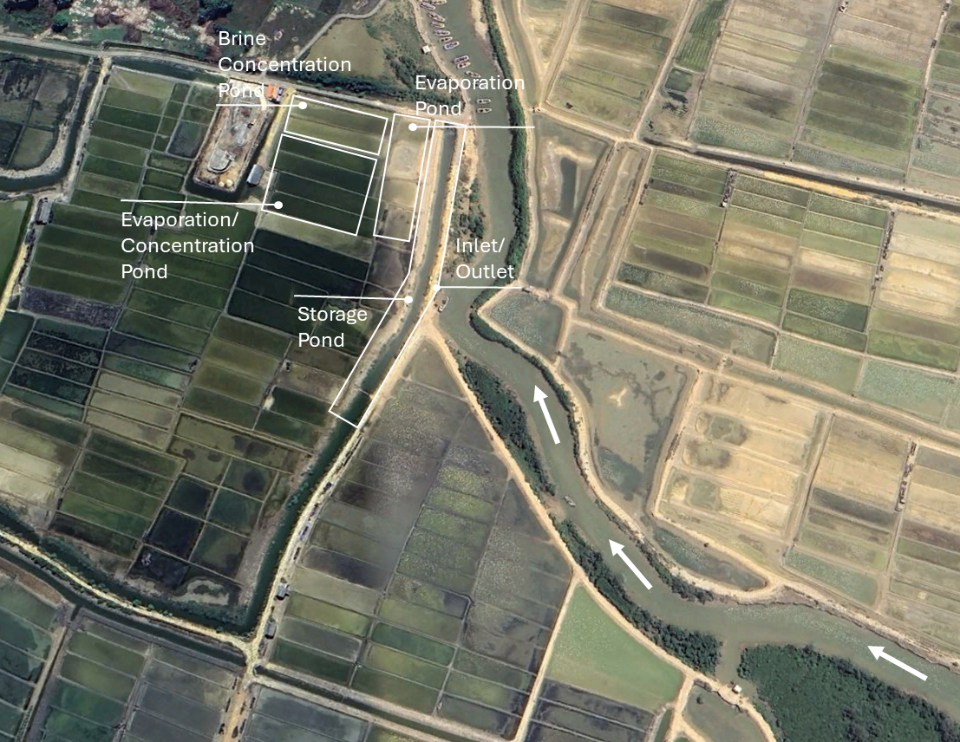 Brine
Concentration
Pond
Evaporation
Pond
Evaporation/
Concentration
Pond
Inlet/
Outlet
Storage
Pond